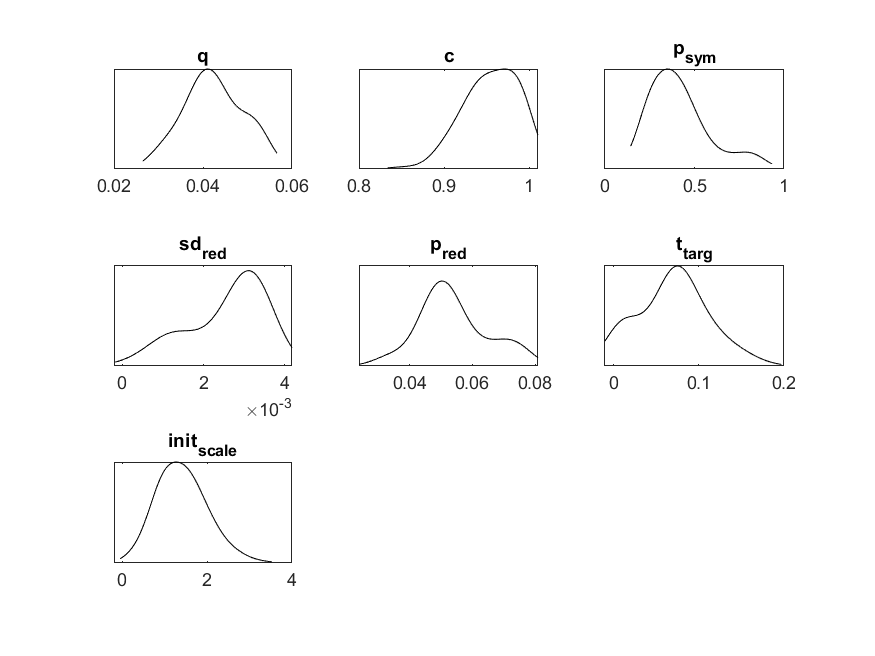 q c p_sym
0.02 0.04 0.06 0.8 0.9 1 0 0.5 1
sd_red p_red t_targ
0 2 4 0.04 0.06 0.08 0 0.1 0.2
×10^-3
init_scale
0 2 4